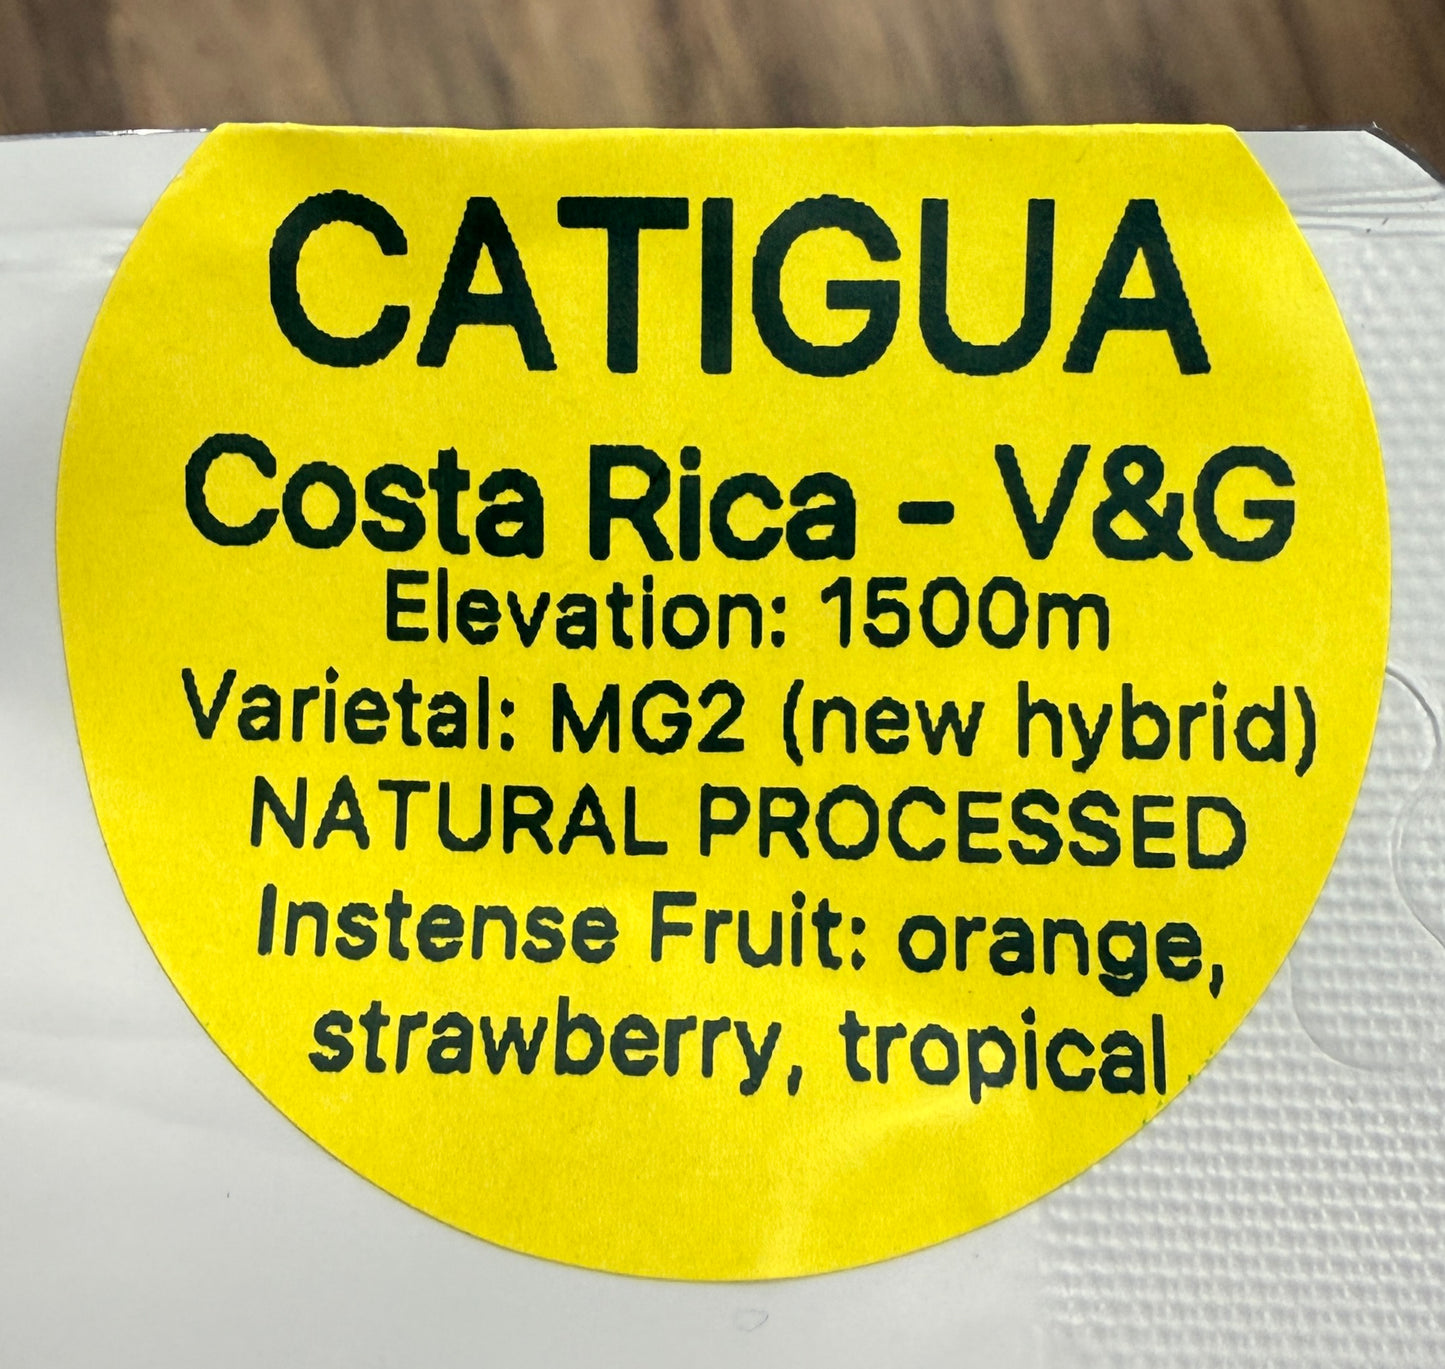 CATIGUA
Costa Rica - V&G
Elevation: 1500m
Varietal: MG2 (new hybrid)
NATURAL PROCESSED
Instense Fruit: orange,
strawberry, tropical